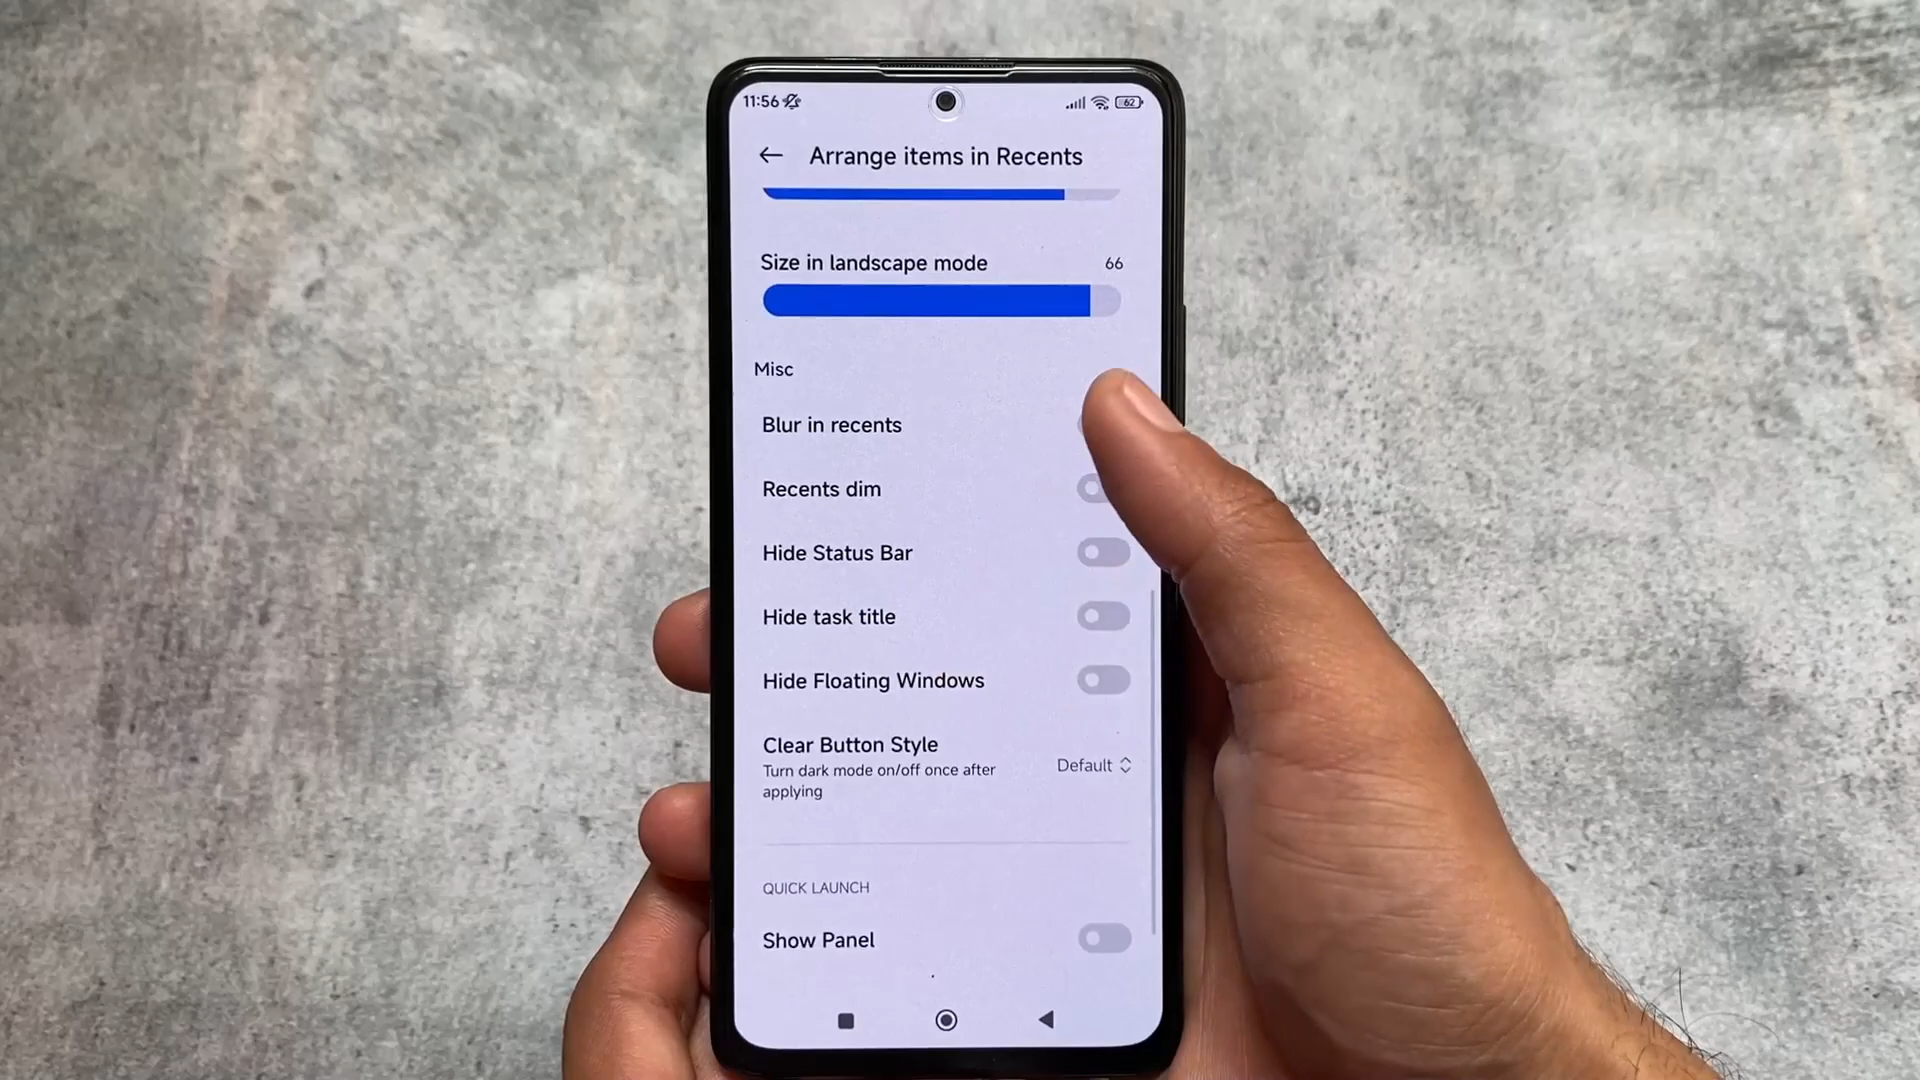 11:56
62
Arrange items in Recents
Size in landscape mode 66
Misc
Blur in recents
Recents dim
Hide Status Bar
Hide task title
Hide Floating Windows
Clear Button Style
Turn dark mode on/off once after
applying
Default
QUICK LAUNCH
Show Panel